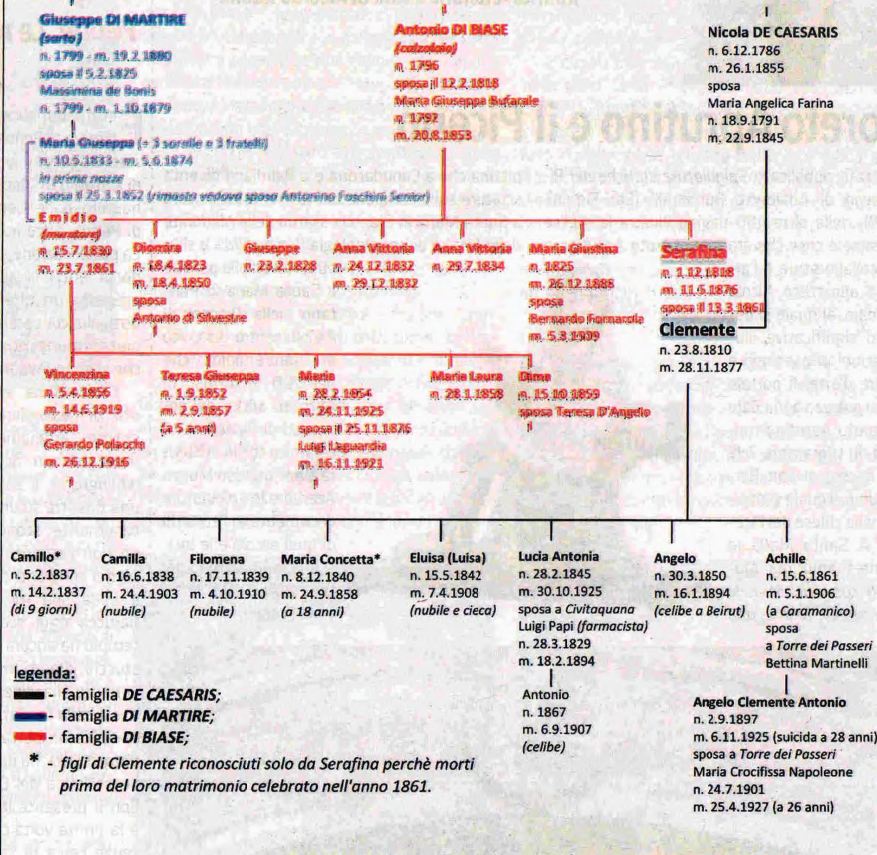 Giuseppe DI MARTIRE
(sarto)
n. 1799 - m. 19.2.1880
sposa il 5.2.1825
Massimina de Bonis
n. 1799 - m. 1.10.1879
Antonio DI BIASE
(calzolaio)
n. 1796
sposa il 12.2.1818
Maria Giuseppa Bufarale
n. 1792
m. 20.8.1853
Nicola DE CAESARIS
n. 6.12.1786
m. 26.1.1855
sposa
Maria Angelica Farina
n. 18.9.1791
m. 22.9.1845
Maria Giuseppa (+ 3 sorelle e 3 fratelli)
n. 10.5.1833 - m. 5.6.1874
in prime nozze
sposa il 25.3.1852 (rimasta vedova sposa Antonino Foschini Senior)
Emidio
(muratore)
n. 15.7.1830
m. 23.7.1861
Diomira
n. 18.4.1823
m. 18.4.1850
sposa
Antonio di Silvestre
Giuseppe
n. 23.2.1828
Anna Vittoria
n. 24.12.1832
m. 29.12.1832
Anna Vittoria
n. 29.7.1834
Maria Giustina
n. 1825
m. 26.12.1885
sposa
Bernardo Fornarola
m. 5.3.1909
Serafina
n. 1.12.1818
m. 11.5.1876
sposa il 13.3.1861
Clemente
n. 23.8.1810
m. 28.11.1877
Vincenzina
n. 5.4.1856
m. 14.6.1919
sposa
Gerardo Polacchi
m. 26.12.1916
Teresa Giuseppa
n. 1.9.1852
m. 2.9.1857
(a 5 anni)
Maria
n. 28.2.1854
m. 24.11.1925
sposa il 25.11.1876
Luigi Laguardia
m. 16.11.1921
Maria Laura
n. 28.1.1858
Dima
n. 15.10.1859
sposa Teresa D'Angelo
Camillo*
n. 5.2.1837
m. 14.2.1837
(di 9 giorni)
Camilla
n. 16.6.1838
m. 24.4.1903
(nubile)
Filomena
n. 17.11.1839
m. 4.10.1910
(nubile)
Maria Concetta*
n. 8.12.1840
m. 24.9.1858
(a 18 anni)
Eluisa (Luisa)
n. 15.5.1842
m. 7.4.1908
(nubile e cieca)
Lucia Antonia
n. 28.2.1845
m. 30.10.1925
sposa a Civitaquana
Luigi Papi (farmacista)
n. 28.3.1829
m. 18.2.1894
Antonio
n. 1867
m. 6.9.1907
(celibe)
Angelo
n. 30.3.1850
m. 16.1.1894
(celibe a Beirut)
Achille
n. 15.6.1861
m. 5.1.1906
(a Caramanico)
sposa
a Torre dei Passeri
Bettina Martinelli
Angelo Clemente Antonio
n. 2.9.1897
m. 6.11.1925 (suicida a 28 anni)
sposa a Torre dei Passeri
Maria Crocifissa Napoleone
n. 24.7.1901
m. 25.4.1927 (a 26 anni)
legenda:
- famiglia DE CAESARIS;
- famiglia DI MARTIRE;
- famiglia DI BIASE;
* - figli di Clemente riconosciuti solo da Serafina perchè morti
prima del loro matrimonio celebrato nell'anno 1861.